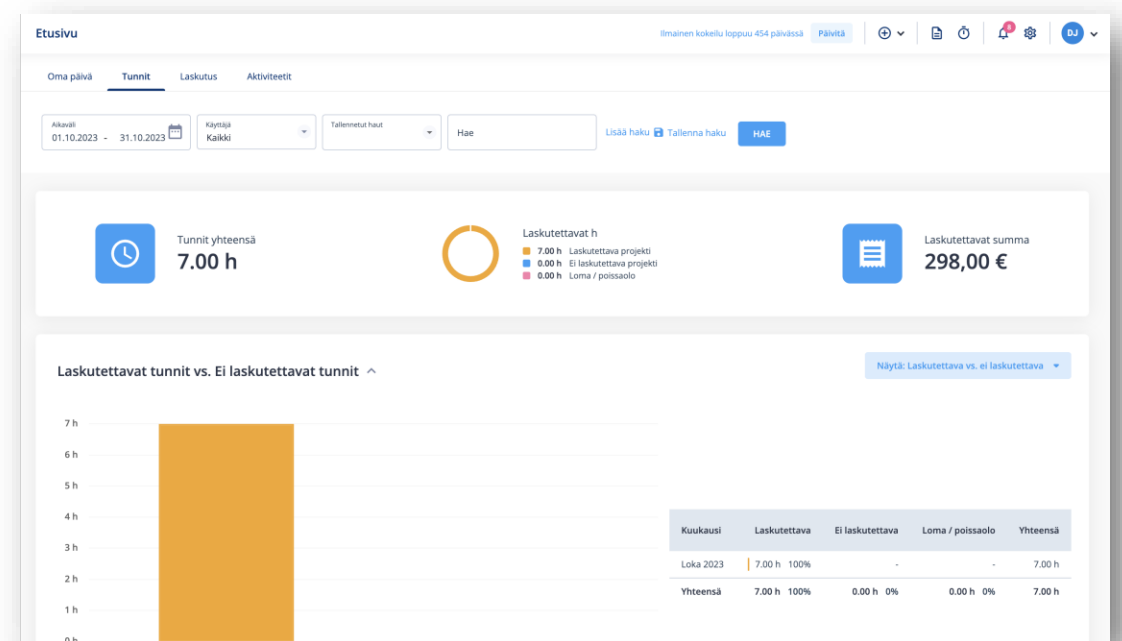 Etusivu
Ilmainen kokeilu loppuu 454 päivässä Päivitä
DJ
Oma päivä Tunnit Laskutus Aktiviteetit
Aikaväli
01.10.2023 - 31.10.2023
Käyttäjä
Kaikki
Tallennetut haut
Hae
Lisää haku Tallenna haku HAE
Tunnit yhteensä
7.00 h
Laskutettavat h
7.00 h Laskutettava projekti
0.00 h Ei laskutettava projekti
0.00 h Loma / poissaolo
Laskutettavat summa
298,00 €
Laskutettavat tunnit vs. Ei laskutettavat tunnit
Näytä: Laskutettava vs. ei laskutettava
7 h
6 h
5 h
4 h
3 h
2 h
1 h
0 h
Kuukausi Laskutettava Ei laskutettava Loma / poissaolo Yhteensä
Loka 2023 7.00 h 100% - - 7.00 h
Yhteensä 7.00 h 100% 0.00 h 0% 0.00 h 0% 7.00 h